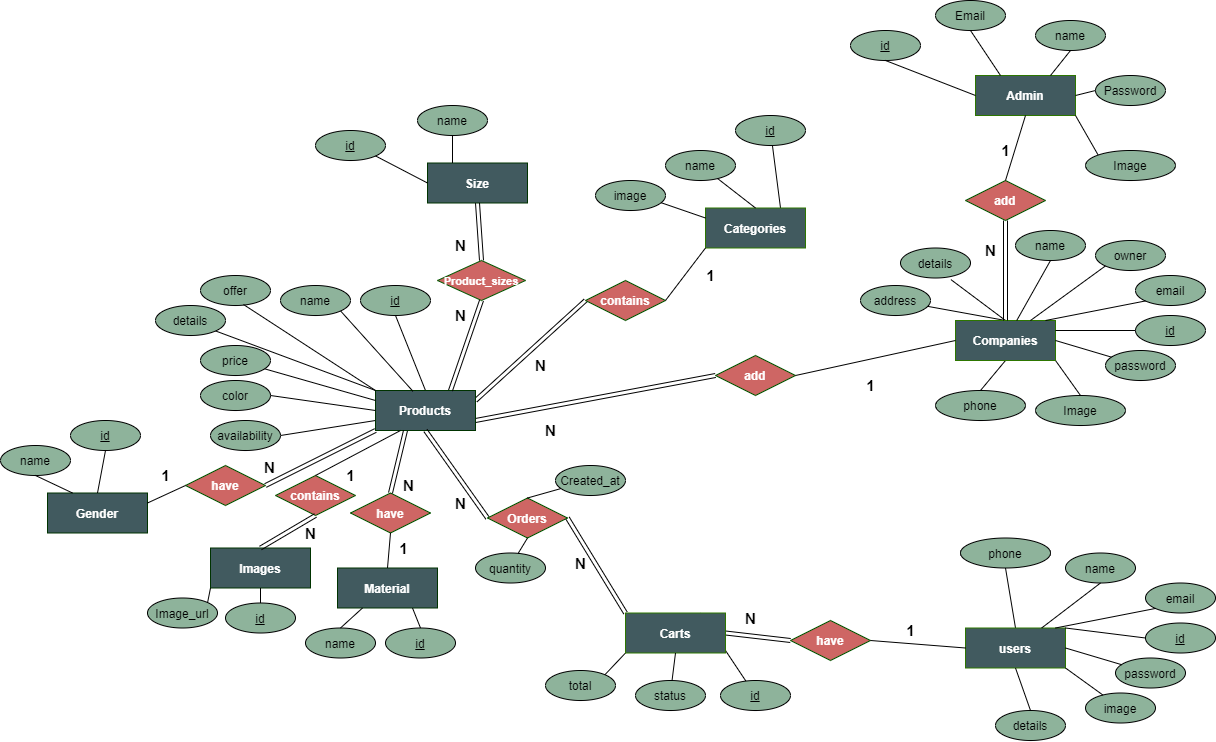 Email
id
name
Admin
Password
Image
1
add
N
name
id
Size
id
name
image
Categories
N
Product_sizes
N
1
contains
N
details
name
owner
address
email
id
Companies
password
phone
Image
offer
name
id
details
price
color
availability
Products
add
1
N
name
id
Gender
1
have
N
1
contains
N
Images
Image_url
id
N
have
1
Material
name
id
N
Created_at
Orders
quantity
N
Carts
total
status
id
N
have
1
phone
name
email
id
users
password
image
details